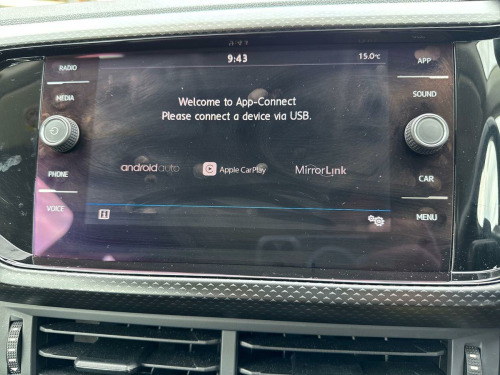 RADIO
MEDIA
PHONE
VOICE
9:43
15.0°C
Welcome to App-Connect
Please connect a device via USB.
androidauto
Apple CarPlay
MirrorLink
APP
SOUND
CAR
MENU